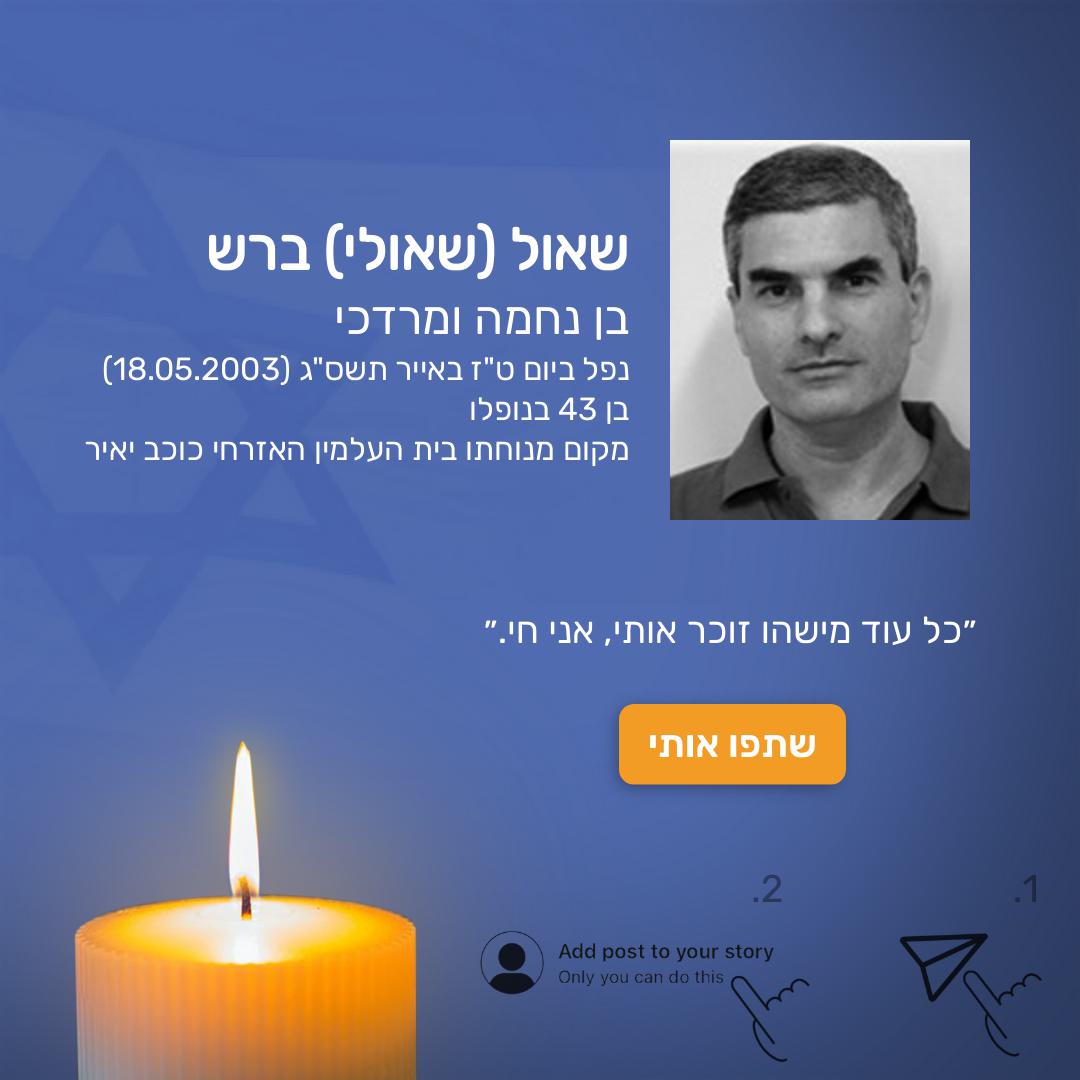 שאול (שאולי) ברש
בן נחמה ומרדכי
נפל ביום ט"ז באייר תשס"ג (18.05.2003)
בן 43 בנופלו
מקום מנוחתו בית העלמין האזרחי כוכב יאיר
״כל עוד מישהו זוכר אותי, אני חי.״
שתפו אותי
1.
2.
Add post to your story
Only you can do this